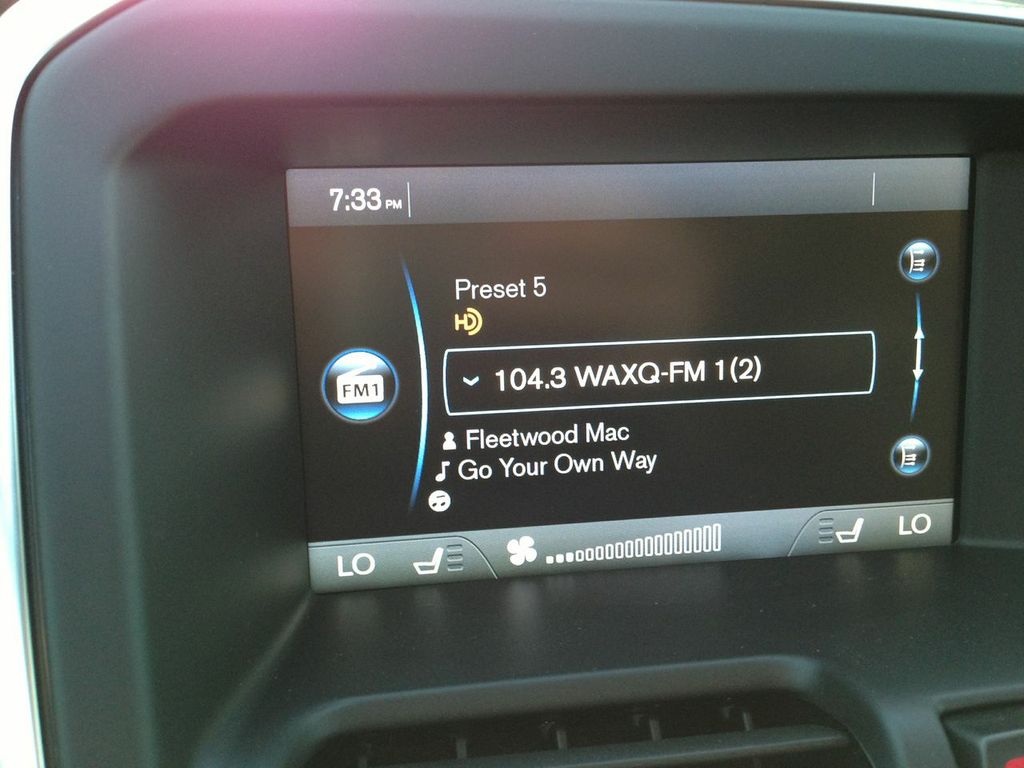 7:33 PM
Preset 5
HD
FM1
104.3 WAXQ-FM 1(2)
Fleetwood Mac
Go Your Own Way
LO
LO